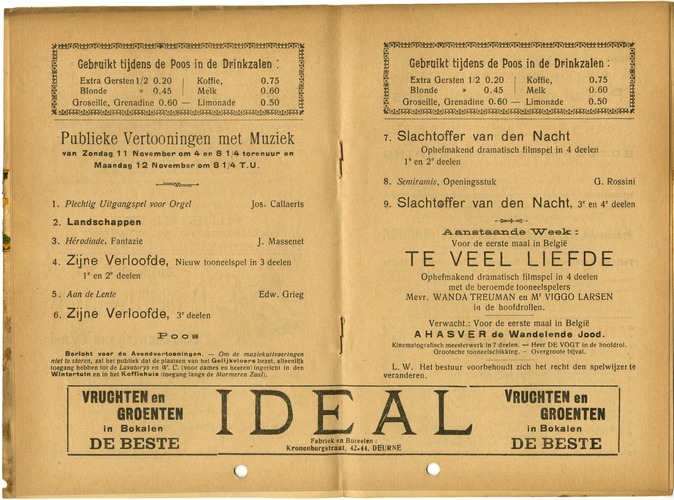 Gebruikt tijdens de Poos in de Drinkzalen :
Extra Gersten 1/2 0.20 | Koffie, 0.75
Blonde » 0.45 | Melk 0.60
Groseille, Grenadine 0.60 — Limonade 0.50
Publieke Vertooningen met Muziek
van Zondag 11 November om 4 en 8 1/4 torenuur en
Maandag 12 November om 8 1/4 T.U.
1. Plechtig Uitgangspel voor Orgel Jos. Callaerts
2. Landschappen
3. Hérodiade, Fantazie J. Massenet
4. Zijne Verloofde, Nieuw tooneelspel in 3 deelen
1e en 2e deelen
5. Aan de Lente Edw. Grieg
6. Zijne Verloofde, 3e deelen
Poos
Bericht voor de Avondvertooningen. — Om de muziekuitvoeringen
niet te storen, zal het publiek dat de plaatsen van het Gelijkvloers bezet, alleenlijk
toegang hebben tot de Lavatorys en W. C. (voor dames en heeren) ingericht in den
Wintertuin en in het Koffiehuis (toegang langs de Marmeren Zaal).
Gebruikt tijdens de Poos in de Drinkzalen :
Extra Gersten 1/2 0.20 | Koffie, 0.75
Blonde » 0.45 | Melk 0.60
Groseille, Grenadine 0.60 — Limonade 0.50
7. Slachtoffer van den Nacht
Ophefmakend dramatisch filmspel in 4 deelen
1e en 2e deelen
8. Semiramis, Openingsstuk G. Rossini
9. Slachtoffer van den Nacht, 3e en 4e deelen
Aanstaande Week :
Voor de eerste maal in België
TE VEEL LIEFDE
Ophefmakend dramatisch filmspel in 4 deelen
met de beroemde tooneelspelers
Mevr. WANDA TREUMAN en Mr VIGGO LARSEN
in de hoofdrollen.
Verwacht.: Voor de eerste maal in België
AHASVER de Wandelende Jood.
Kinematografisch meesterwerk in 7 deelen. — Heer DE VOGT in de hoofdrol.
Grootsche tooneelschikking. - Overgroote bijval.
L. W. Het bestuur voorbehoudt zich het recht den spelwijzer te
veranderen.
VRUCHTEN en
GROENTEN
in Bokalen
DE BESTE
IDEAL
Fabriek en Bureelen :
Kronenburgstraat, 42-44, DEURNE
VRUCHTEN en
GROENTEN
in Bokalen
DE BESTE